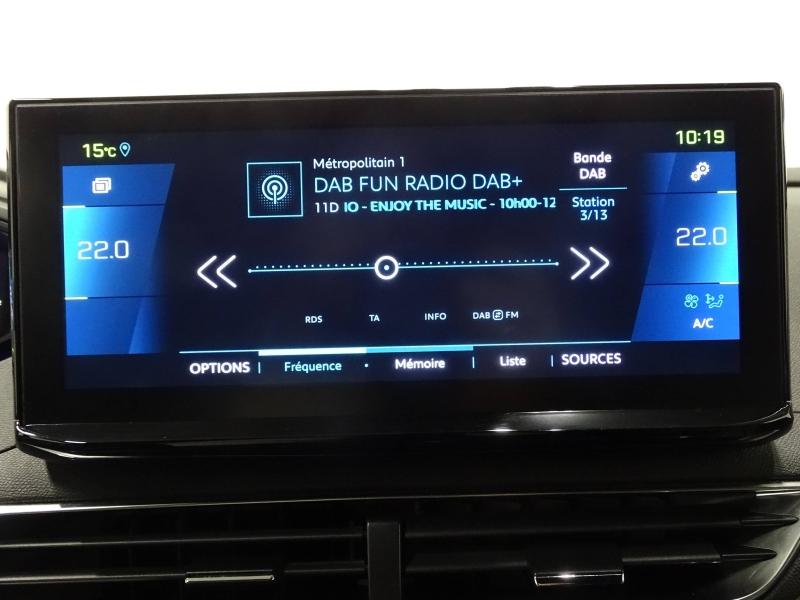 15°C
10:19
Métropolitain 1
DAB FUN RADIO DAB+
11D IO - ENJOY THE MUSIC - 10h00-12
Bande
DAB
Station
3/13
22.0
22.0
RDS TA INFO DAB FM
A/C
OPTIONS | Fréquence • Mémoire | Liste | SOURCES